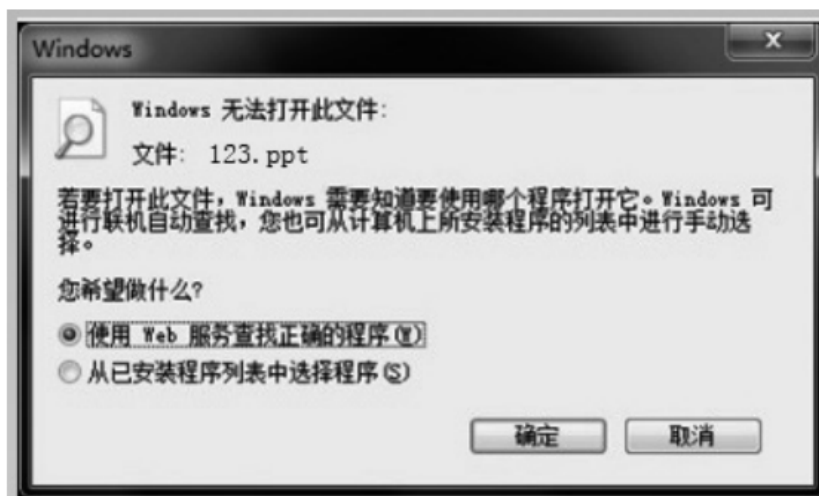 Windows
Windows 无法打开此文件:
文件: 123.ppt
若要打开此文件，Windows 需要知道要使用哪个程序打开它。Windows 可
进行联机自动查找，您也可从计算机上所安装程序的列表中进行手动选
择。
您希望做什么?
使用 Web 服务查找正确的程序(W)
从已安装程序列表中选择程序(S)
确定
取消